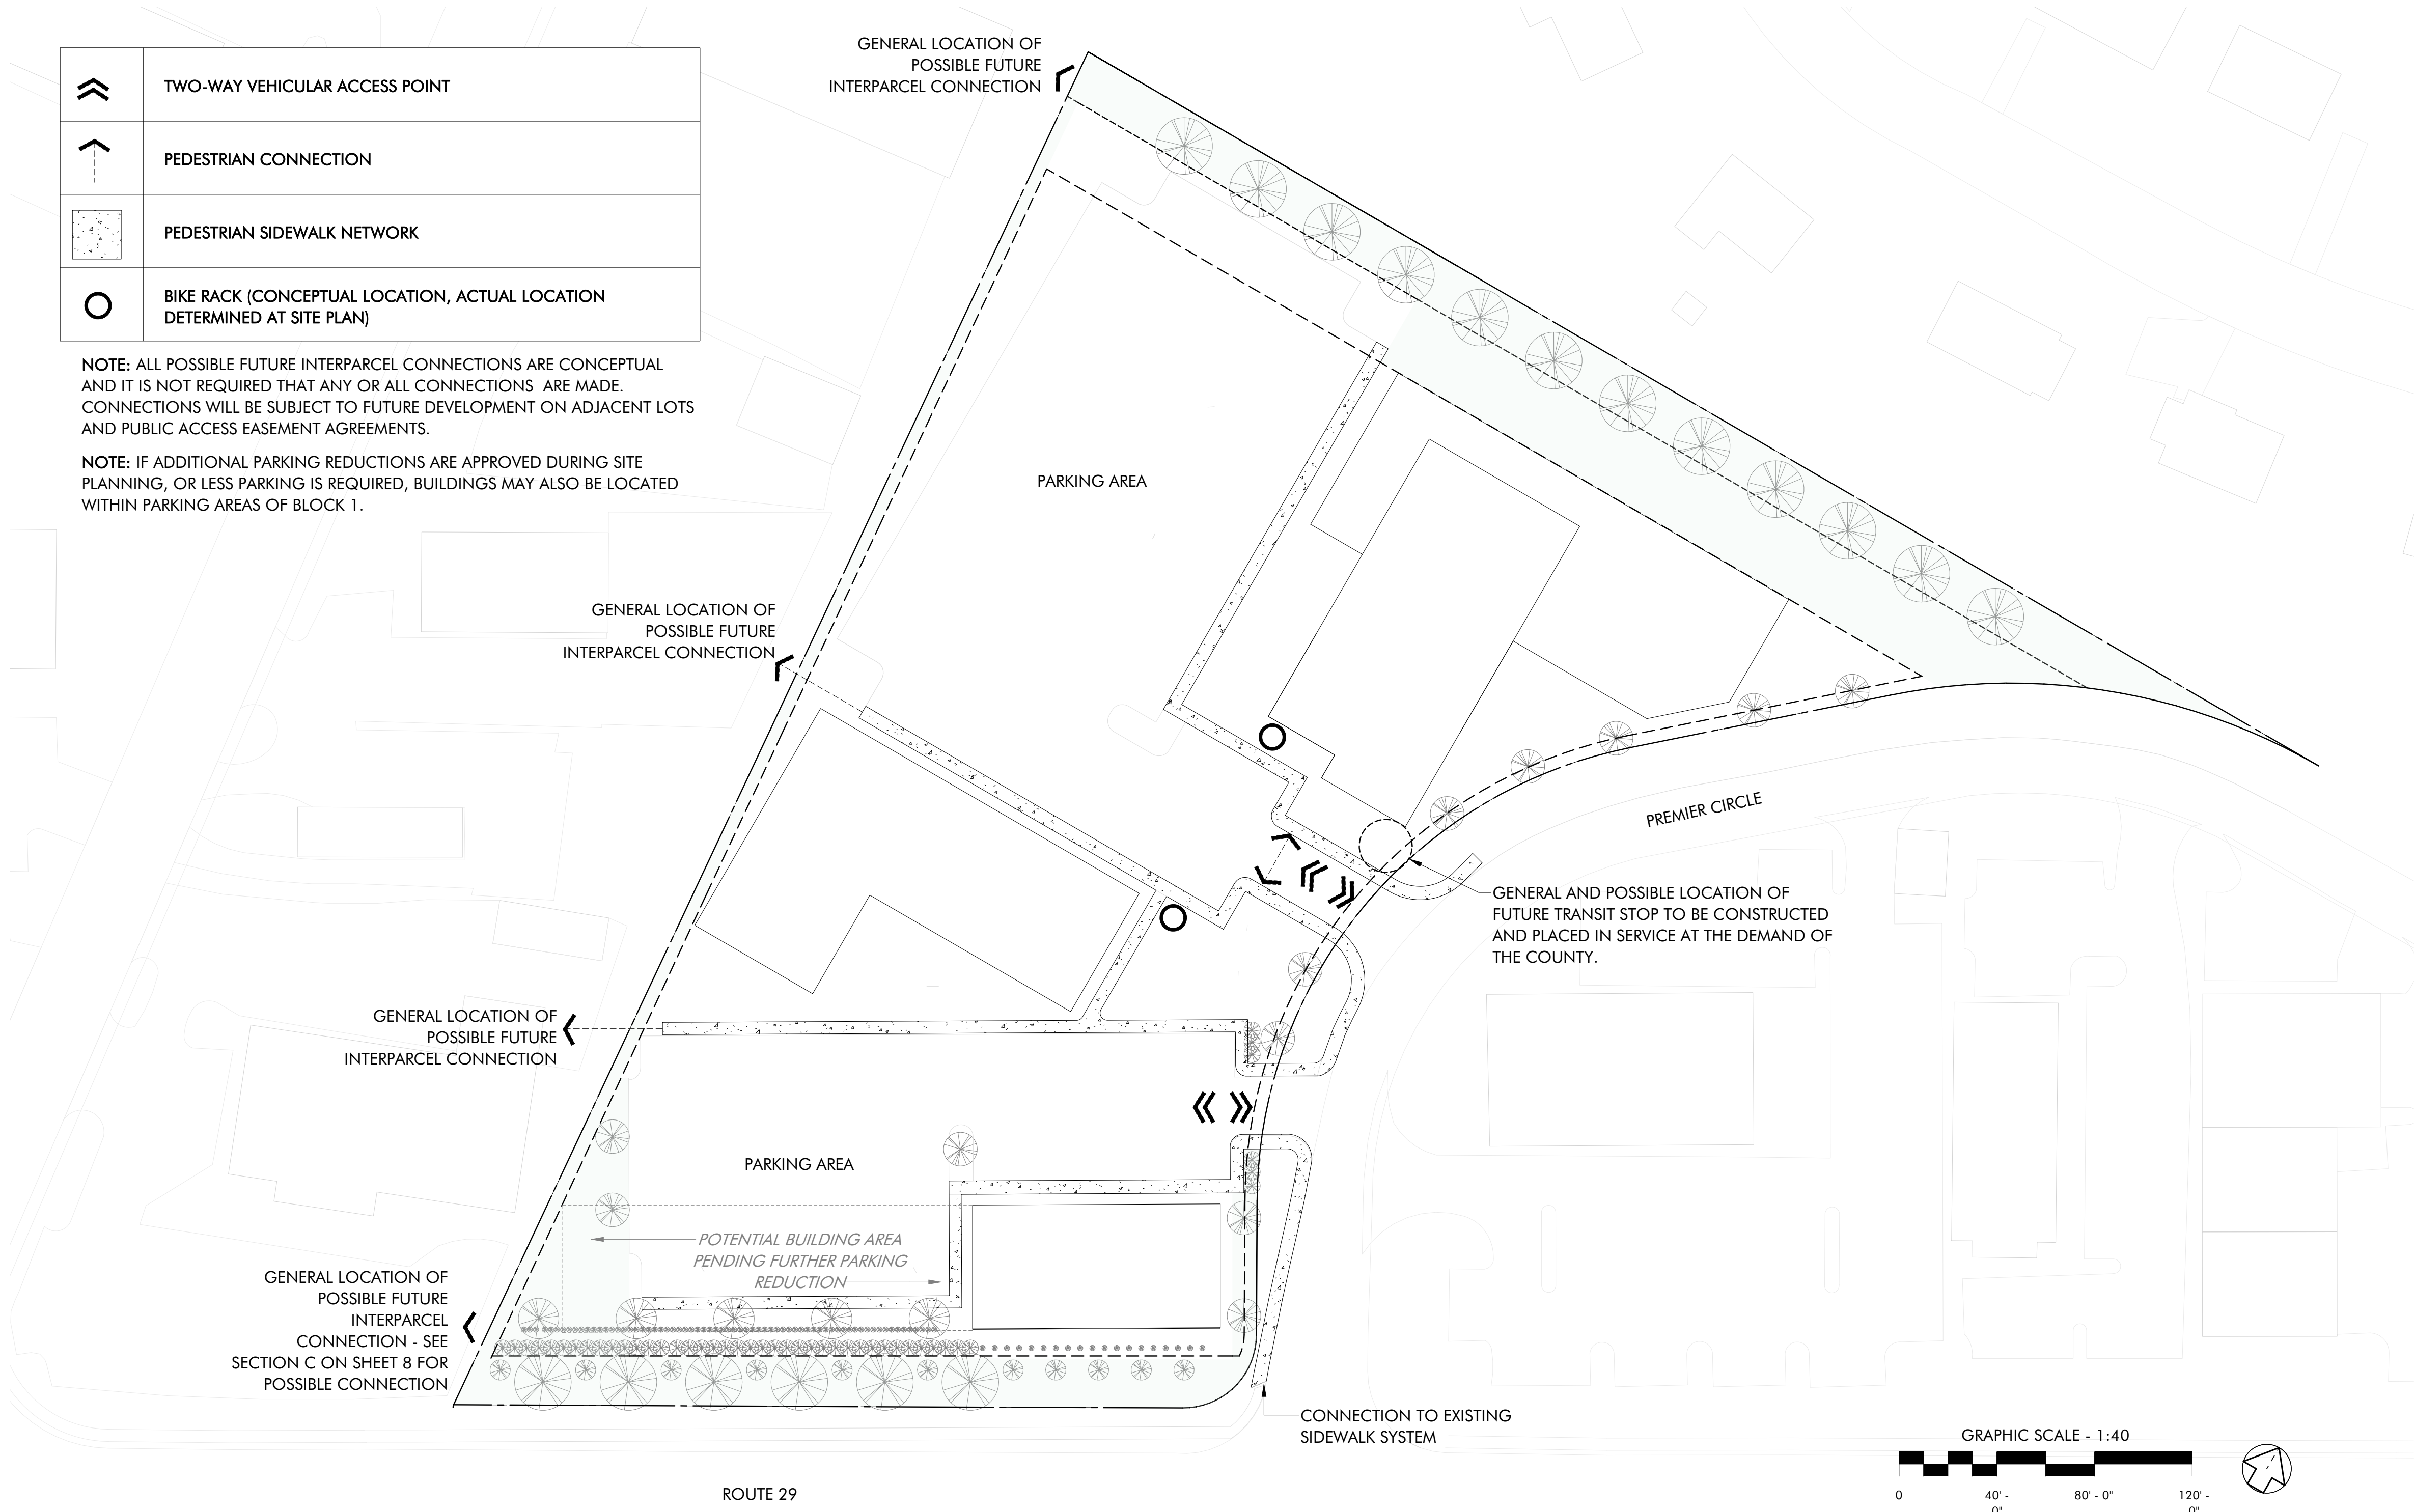 TWO-WAY VEHICULAR ACCESS POINT
PEDESTRIAN CONNECTION
PEDESTRIAN SIDEWALK NETWORK
BIKE RACK (CONCEPTUAL LOCATION, ACTUAL LOCATION
DETERMINED AT SITE PLAN)
NOTE: ALL POSSIBLE FUTURE INTERPARCEL CONNECTIONS ARE CONCEPTUAL
AND IT IS NOT REQUIRED THAT ANY OR ALL CONNECTIONS ARE MADE.
CONNECTIONS WILL BE SUBJECT TO FUTURE DEVELOPMENT ON ADJACENT LOTS
AND PUBLIC ACCESS EASEMENT AGREEMENTS.
NOTE: IF ADDITIONAL PARKING REDUCTIONS ARE APPROVED DURING SITE
PLANNING, OR LESS PARKING IS REQUIRED, BUILDINGS MAY ALSO BE LOCATED
WITHIN PARKING AREAS OF BLOCK 1.
GENERAL LOCATION OF
POSSIBLE FUTURE
INTERPARCEL CONNECTION
PARKING AREA
GENERAL LOCATION OF
POSSIBLE FUTURE
INTERPARCEL CONNECTION
PREMIER CIRCLE
GENERAL AND POSSIBLE LOCATION OF
FUTURE TRANSIT STOP TO BE CONSTRUCTED
AND PLACED IN SERVICE AT THE DEMAND OF
THE COUNTY.
GENERAL LOCATION OF
POSSIBLE FUTURE
INTERPARCEL CONNECTION
PARKING AREA
POTENTIAL BUILDING AREA
PENDING FURTHER PARKING
REDUCTION
GENERAL LOCATION OF
POSSIBLE FUTURE
INTERPARCEL
CONNECTION - SEE
SECTION C ON SHEET 8 FOR
POSSIBLE CONNECTION
CONNECTION TO EXISTING
SIDEWALK SYSTEM
ROUTE 29
GRAPHIC SCALE - 1:40
0 40' - 80' - 0" 120' -
0" 0"